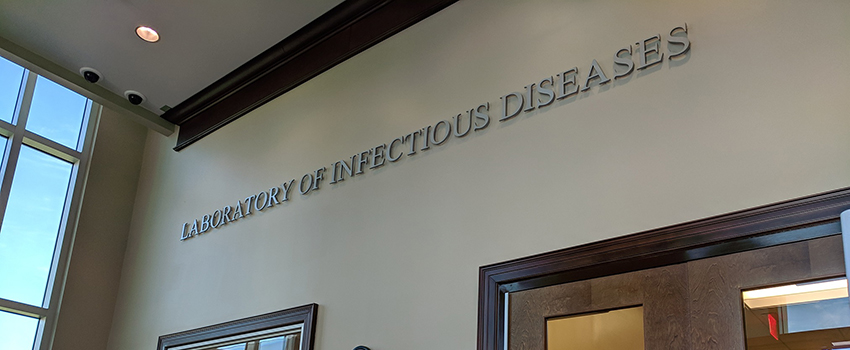 LABORATORY OF INFECTIOUS DISEASES